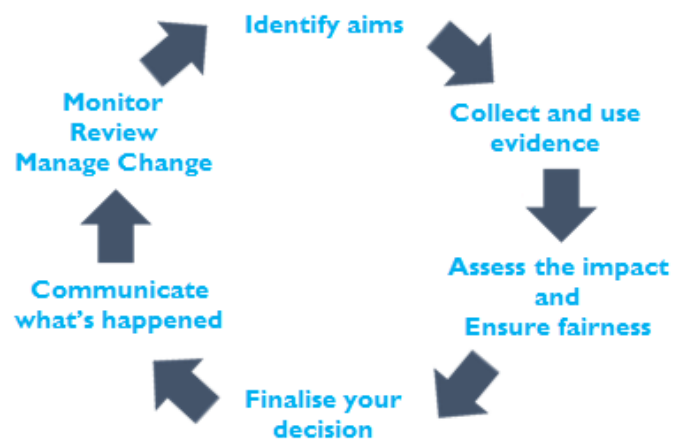 Identify aims
Collect and use
evidence
Assess the impact
and
Ensure fairness
Finalise your
decision
Communicate
what's happened
Monitor
Review
Manage Change